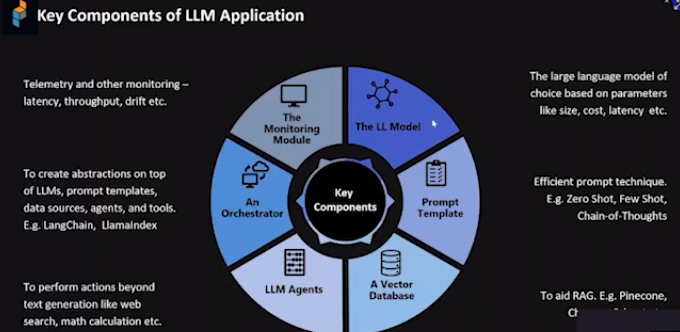 Key Components of LLM Application
Telemetry and other monitoring –
latency, throughput, drift etc.
The large language model of
choice based on parameters
like size, cost, latency etc.
The
Monitoring
Module
The LL Model
To create abstractions on top
of LLMs, prompt templates,
data sources, agents, and tools.
E.g. LangChain, LlamaIndex
An
Orchestrator
Key
Components
Prompt
Template
Efficient prompt technique.
E.g. Zero Shot, Few Shot,
Chain-of-Thoughts
LLM Agents
A Vector
Database
To perform actions beyond
text generation like web
search, math calculation etc.
To aid RAG. E.g. Pinecone,